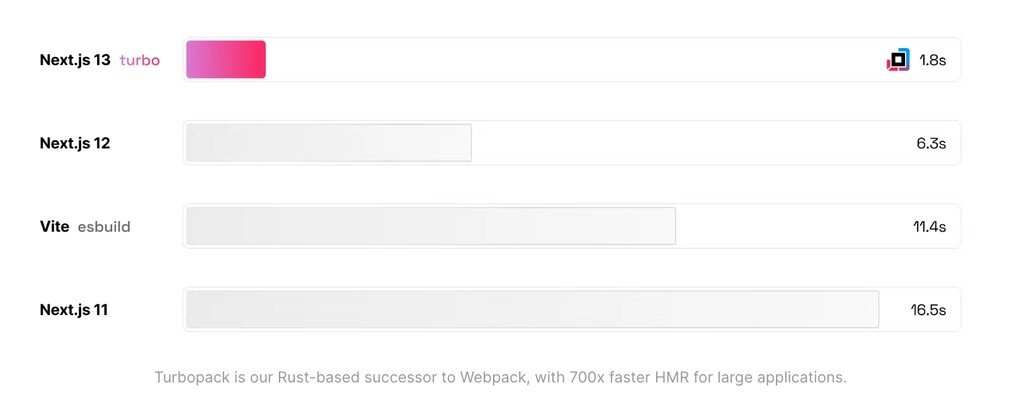 Next.js 13 turbo 1.8s
Next.js 12 6.3s
Vite esbuild 11.4s
Next.js 11 16.5s
Turbopack is our Rust-based successor to Webpack, with 700x faster HMR for large applications.